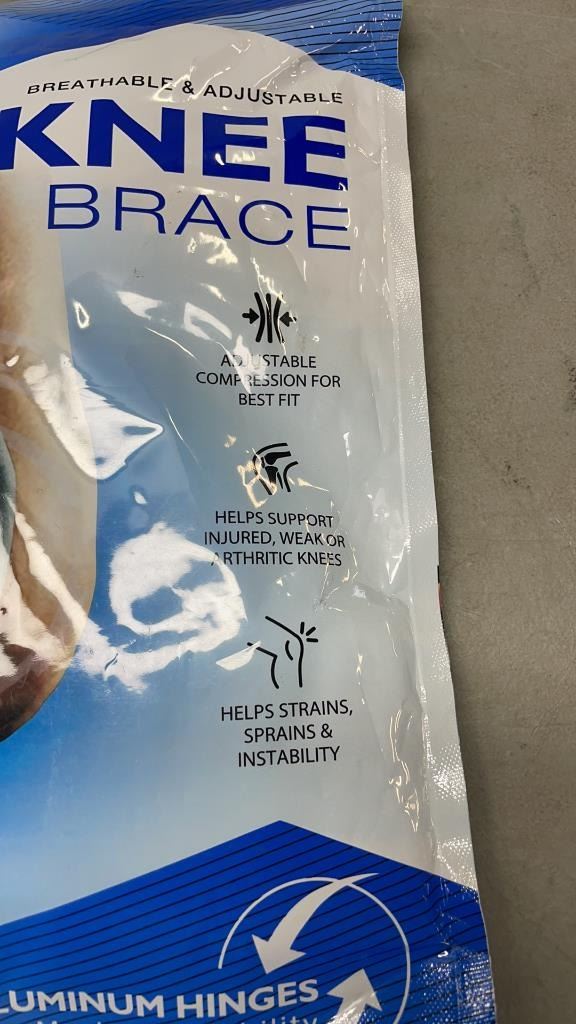 BREATHABLE & ADJUSTABLE
KNEE
BRACE
ADJUSTABLE
COMPRESSION FOR
BEST FIT
HELPS SUPPORT
INJURED, WEAK OR
ARTHRITIC KNEES
HELPS STRAINS,
SPRAINS &
INSTABILITY
LUMINUM HINGES